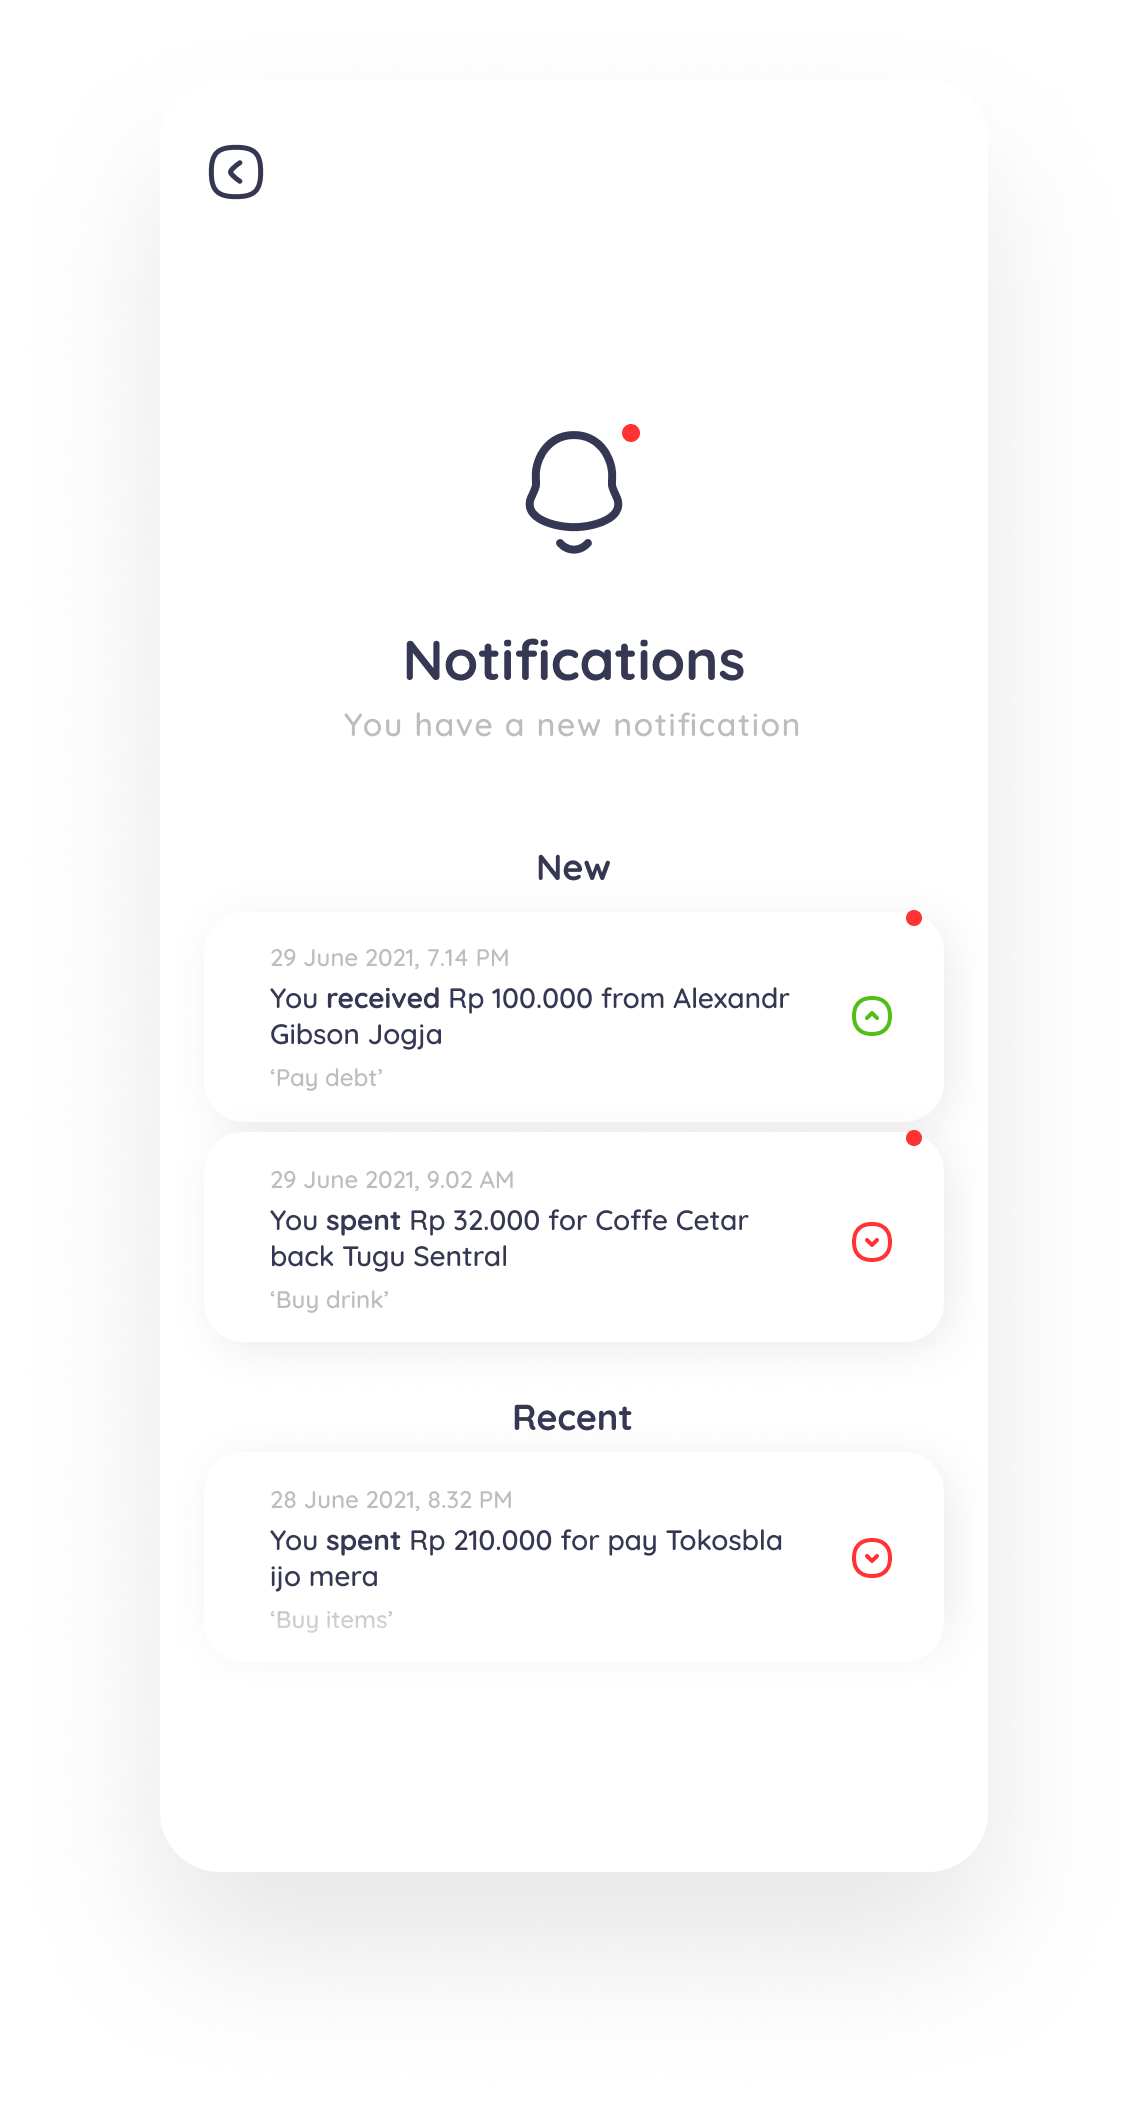 Notifications
You have a new notification
New
29 June 2021, 7.14 PM
You received Rp 100.000 from Alexandr
Gibson Jogja
‘Pay debt’
29 June 2021, 9.02 AM
You spent Rp 32.000 for Coffe Cetar
back Tugu Sentral
‘Buy drink’
Recent
28 June 2021, 8.32 PM
You spent Rp 210.000 for pay Tokosbla
ijo mera
‘Buy items’